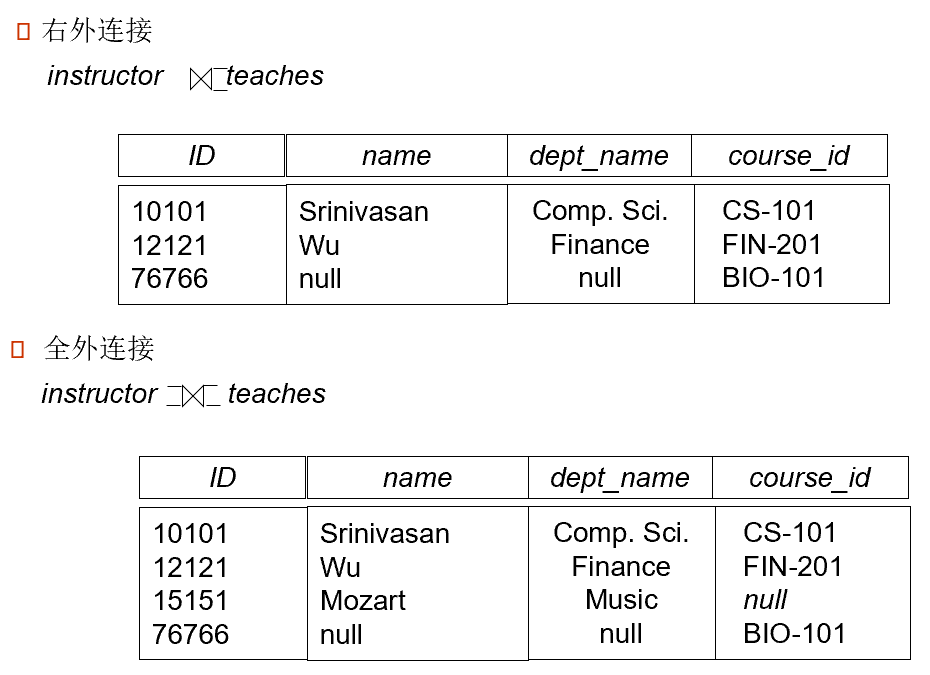 右外连接
instructor ⟖ teaches
ID name dept_name course_id
10101 Srinivasan Comp. Sci. CS-101
12121 Wu Finance FIN-201
76766 null null BIO-101
全外连接
instructor ⟗ teaches
ID name dept_name course_id
10101 Srinivasan Comp. Sci. CS-101
12121 Wu Finance FIN-201
15151 Mozart Music null
76766 null null BIO-101